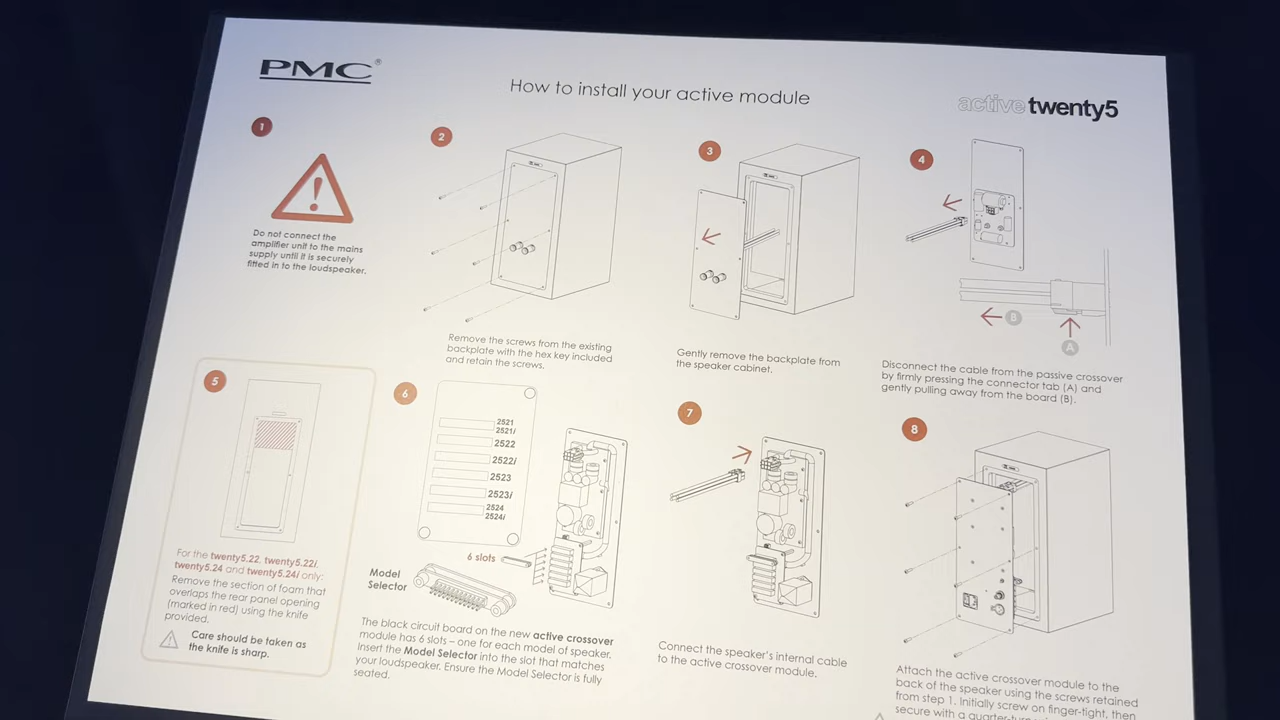 PMC®
How to install your active module
active twenty5
1
Do not connect the
amplifier unit to the mains
supply until it is securely
fitted in to the loudspeaker.
2
Remove the screws from the existing
backplate with the hex key included
and retain the screws.
3
Gently remove the backplate from
the speaker cabinet.
4
B
A
Disconnect the cable from the passive crossover
by firmly pressing the connector tab (A) and
gently pulling away from the board (B).
5
For the twenty5.22, twenty5.22i,
twenty5.24 and twenty5.24i only:
Remove the section of foam that
overlaps the rear panel opening
(marked in red) using the knife
provided.
Care should be taken as
the knife is sharp.
6
2521
2521i
2522
2522i
2523
2523i
2524
2524i
6 slots
Model
Selector
The black circuit board on the new active crossover
module has 6 slots – one for each model of speaker.
Insert the Model Selector into the slot that matches
your loudspeaker. Ensure the Model Selector is fully
seated.
7
Connect the speaker's internal cable
to the active crossover module.
8
Attach the active crossover module to the
back of the speaker using the screws retained
from step 1. Initially screw on finger-tight, then
secure with a